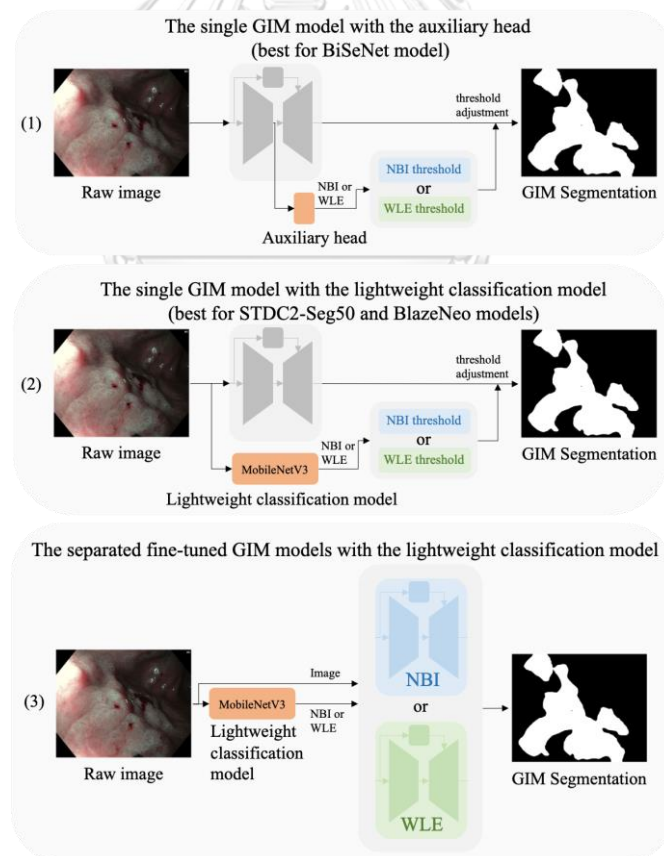 The single GIM model with the auxiliary head
(best for BiSeNet model)
(1)
Raw image
threshold
adjustment
NBI or
WLE
NBI threshold
or
WLE threshold
Auxiliary head
GIM Segmentation
The single GIM model with the lightweight classification model
(best for STDC2-Seg50 and BlazeNeo models)
(2)
Raw image
threshold
adjustment
MobileNetV3
NBI or
WLE
NBI threshold
or
WLE threshold
Lightweight classification model
GIM Segmentation
The separated fine-tuned GIM models with the lightweight classification model
(3)
Raw image
Image
MobileNetV3
NBI or
WLE
Lightweight
classification
model
NBI
or
WLE
GIM Segmentation